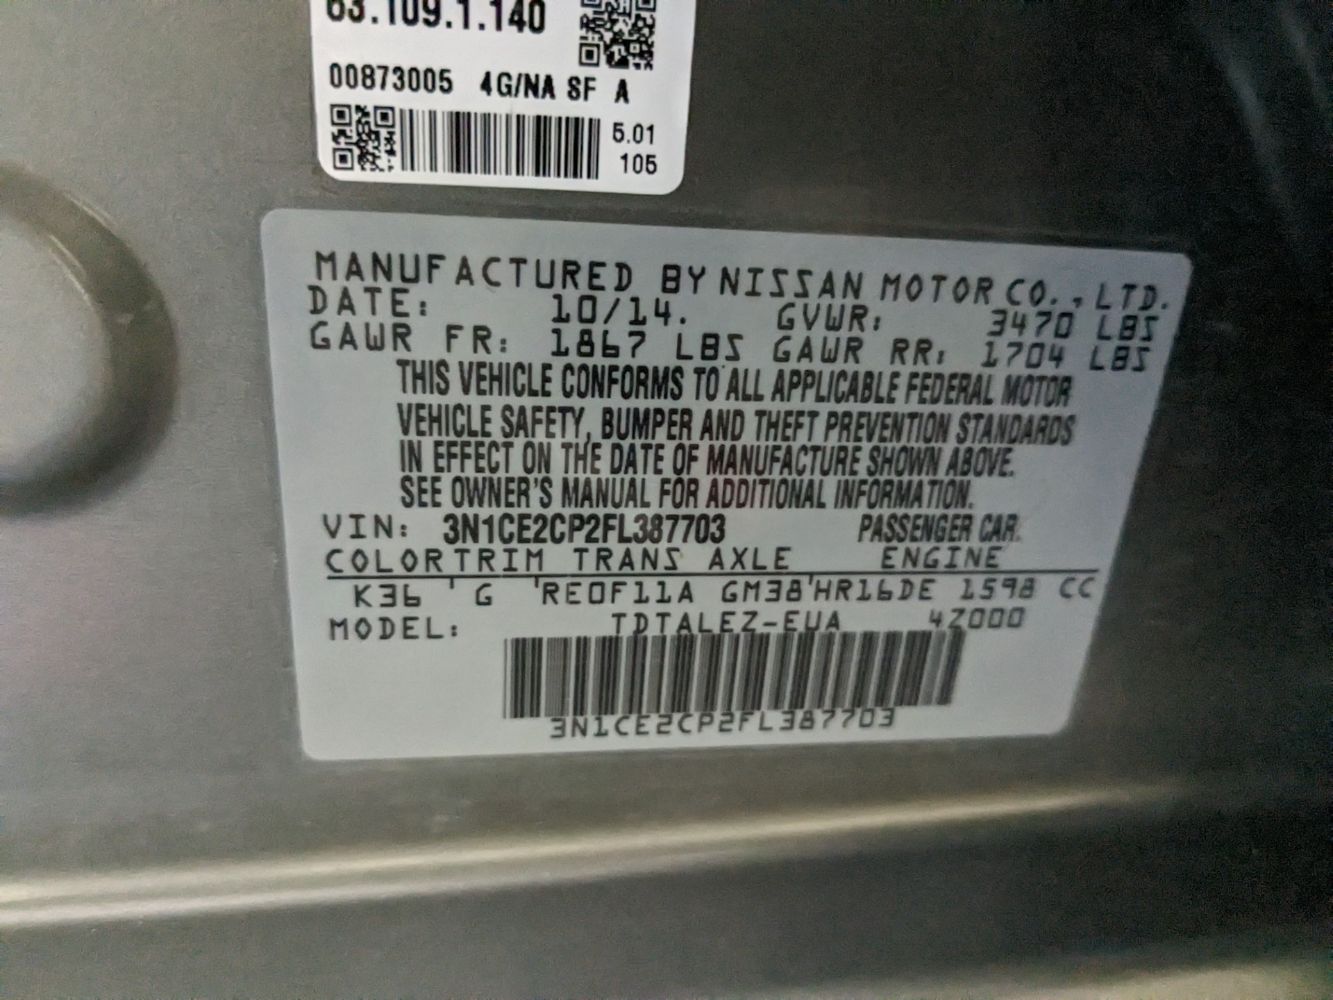 63.109.1.140
00873005 4G/NA SF A
5.01
105
MANUFACTURED BY NISSAN MOTOR CO., LTD.
DATE: 10/14. GVWR: 3470 LBS
GAWR FR: 1867 LBS GAWR RR: 1704 LBS
THIS VEHICLE CONFORMS TO ALL APPLICABLE FEDERAL MOTOR
VEHICLE SAFETY, BUMPER AND THEFT PREVENTION STANDARDS
IN EFFECT ON THE DATE OF MANUFACTURE SHOWN ABOVE.
SEE OWNER'S MANUAL FOR ADDITIONAL INFORMATION.
VIN: 3N1CE2CP2FL387703 PASSENGER CAR.
COLOR TRIM TRANS AXLE ENGINE
K36 ' G 'RE0F11A GM38'HR16DE 1598 CC
MODEL: TDTALEZ-EUA 4Z000
3N1CE2CP2FL387703